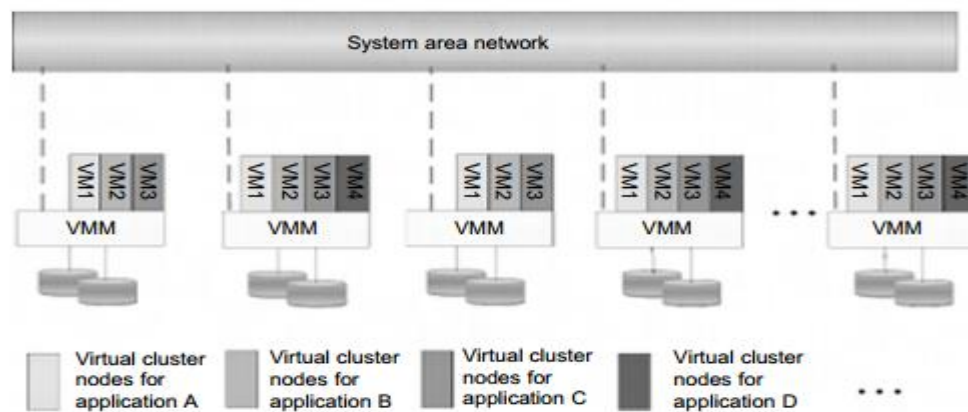 System area network
VM1 VM2 VM3
VM1 VM2 VM3 VM4
VM1 VM2 VM3
VM1 VM2 VM3 VM4
VM1 VM2 VM3 VM4
VMM
VMM
VMM
VMM
VMM
Virtual cluster
nodes for
application A
Virtual cluster
nodes for
application B
Virtual cluster
nodes for
application C
Virtual cluster
nodes for
application D